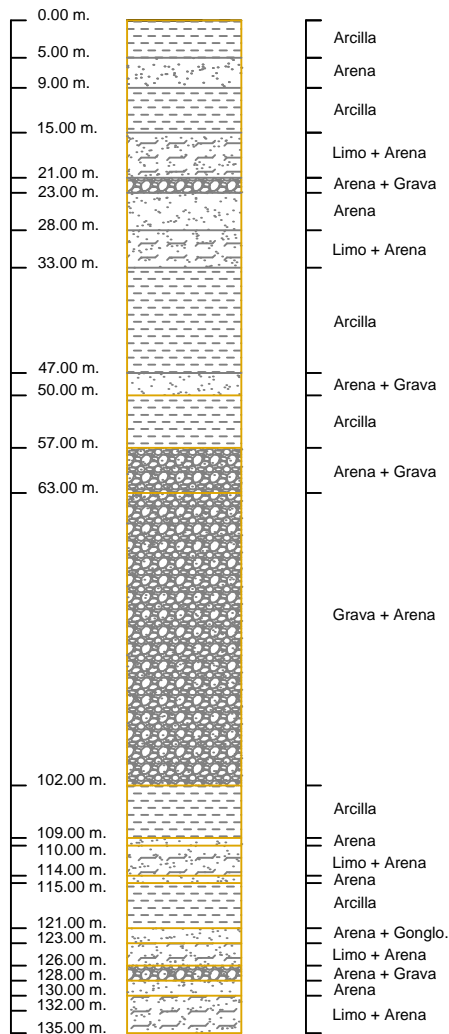 0.00 m.
Arcilla
5.00 m.
Arena
9.00 m.
Arcilla
15.00 m.
Limo + Arena
21.00 m.
Arena + Grava
23.00 m.
Arena
28.00 m.
Limo + Arena
33.00 m.
Arcilla
47.00 m.
Arena + Grava
50.00 m.
Arcilla
57.00 m.
Arena + Grava
63.00 m.
Grava + Arena
102.00 m.
Arcilla
109.00 m.
Arena
110.00 m.
Limo + Arena
114.00 m.
Arena
115.00 m.
Arcilla
121.00 m.
Arena + Gonglo.
123.00 m.
Limo + Arena
126.00 m.
Arena + Grava
128.00 m.
Arena
130.00 m.
132.00 m.
Limo + Arena
135.00 m.